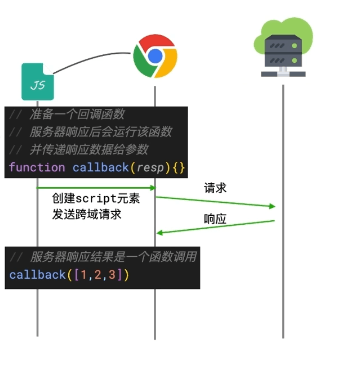 JS
// 准备一个回调函数
// 服务器响应后会运行该函数
// 并传递响应数据给参数
function callback(resp){}
创建script元素
发送跨域请求
请求
响应
// 服务器响应结果是一个函数调用
callback([1,2,3])